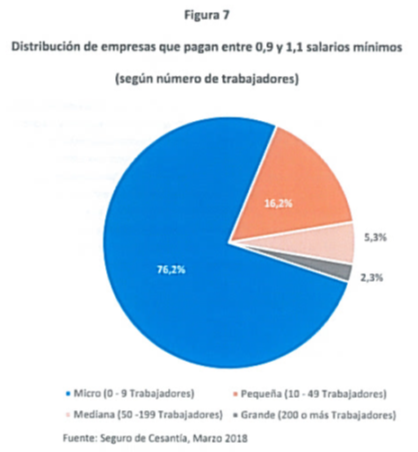 Figura 7
Distribución de empresas que pagan entre 0,9 y 1,1 salarios mínimos
(según número de trabajadores)
16,2%
5,3%
76,2%
2,3%
Micro (0 - 9 Trabajadores)
Pequeña (10 - 49 Trabajadores)
Mediana (50 -199 Trabajadores)
Grande (200 o más Trabajadores)
Fuente: Seguro de Cesantía, Marzo 2018